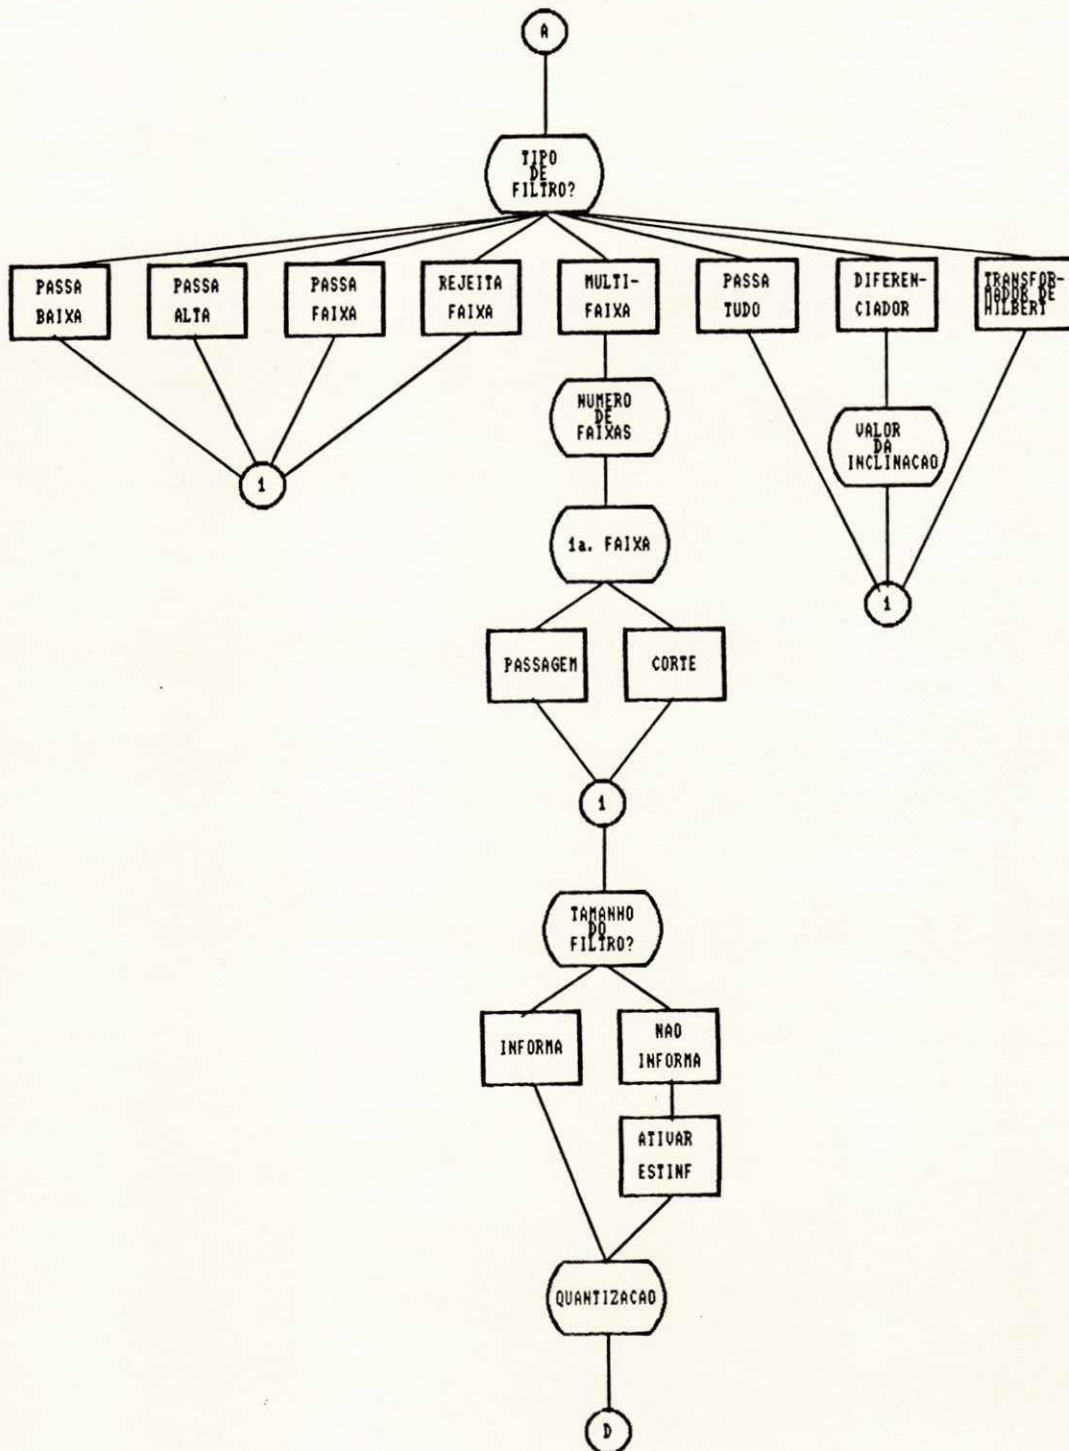 A
TIPO
DE
FILTRO?
PASSA
BAIXA
PASSA
ALTA
PASSA
FAIXA
REJEITA
FAIXA
MULTI-
FAIXA
PASSA
TUDO
DIFEREN-
CIADOR
TRANSFOR-
MADOR DE
HILBERT
NUMERO
DE
FAIXAS
VALOR
DA
INCLINACAO
1
1a. FAIXA
1
PASSAGEM
CORTE
1
TAMANHO
DO
FILTRO?
INFORMA
NAO
INFORMA
ATIVAR
ESTINF
QUANTIZACAO
D